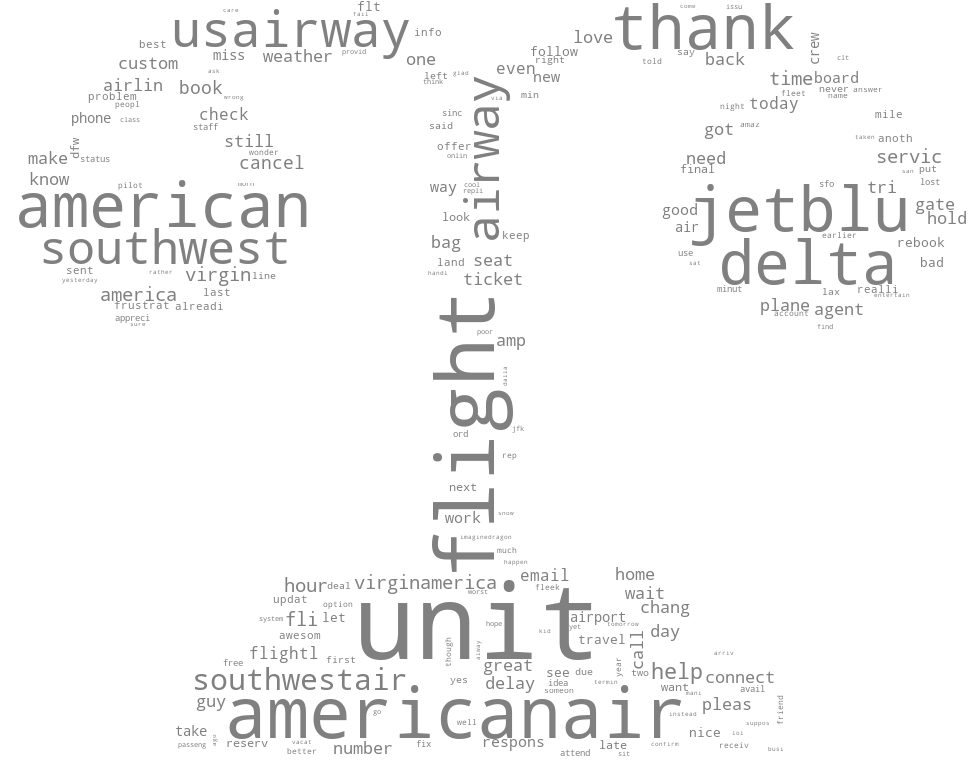 care
flt
usairway
fall
thank
come
issu
provid
info
love
best
miss
weather
one
follow
right
told
say
back
crew
clt
custom
ask
left
think
glad
even
new
time
board
airlin
book
wrong
problem
via
min
fleet
never
answer
name
peopl
night
today
phone
class
check
staff
sinc
said
airway
got
amaz
mile
dfw
still
wonder
offer
onlin
taken
anoth
make
status
cancel
need
final
servic
san
put
know
pilot
way
cool
repli
sfo
tri
lost
american
look
good
air
jetblu
gate
hold
southwest
bag
keep
earlier
rebook
use
sat
delta
bad
sent
yesterday
rather
virgin
line
land
handi
seat
ticket
america
last
minut
lax
realli
entertain
frustrat
alreadi
plane
account
agent
appreci
sure
find
flight
poor
amp
ord
jfk
rep
next
work
snow
imaginedragon
much
happen
hour
deal
virginamerica
worst
email
fleek
home
updat
option
unit
wait
chang
system
fli
let
hope
airport
yet
tomorrow
kid
awesom
travel
day
flightl
first
though
alway
call
arriv
free
great
see
due
year
two
help
connect
southwestair
yes
delay
idea
someon
termin
want
mani
avail
guy
go
americanair
instead
pleas
friend
take
well
suppos
nice
passeng
ago
reserv
vacat
better
number
fix
respons
attend
late
sit
confirm
receiv
busi